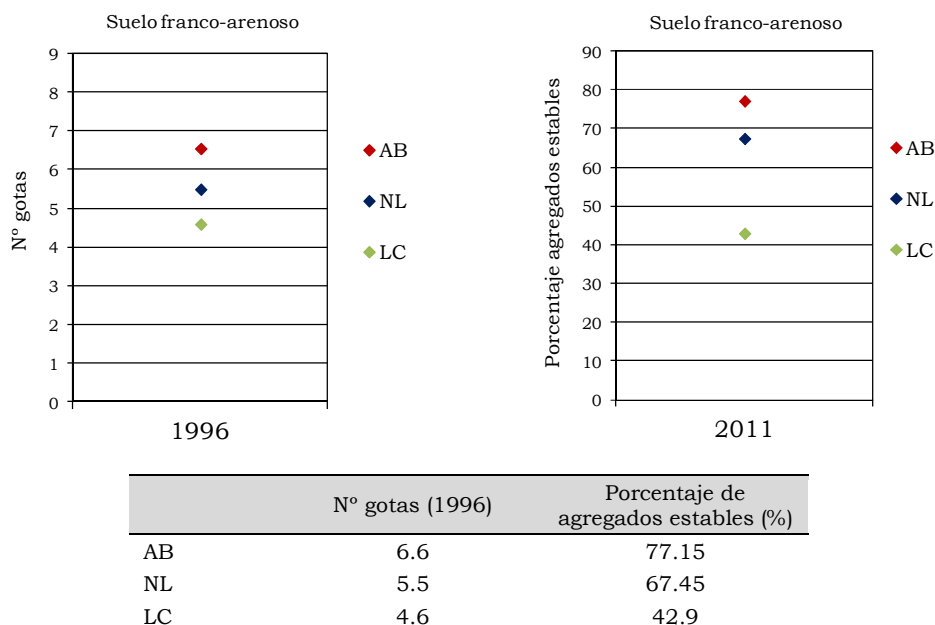 Suelo franco-arenoso
9
8
7
6
5
4
3
2
1
0
Nº gotas
1996
AB
NL
LC
Suelo franco-arenoso
90
80
70
60
50
40
30
20
10
0
Porcentaje agregados estables
2011
AB
NL
LC
Nº gotas (1996)
Porcentaje de
agregados estables (%)
AB 6.6 77.15
NL 5.5 67.45
LC 4.6 42.9